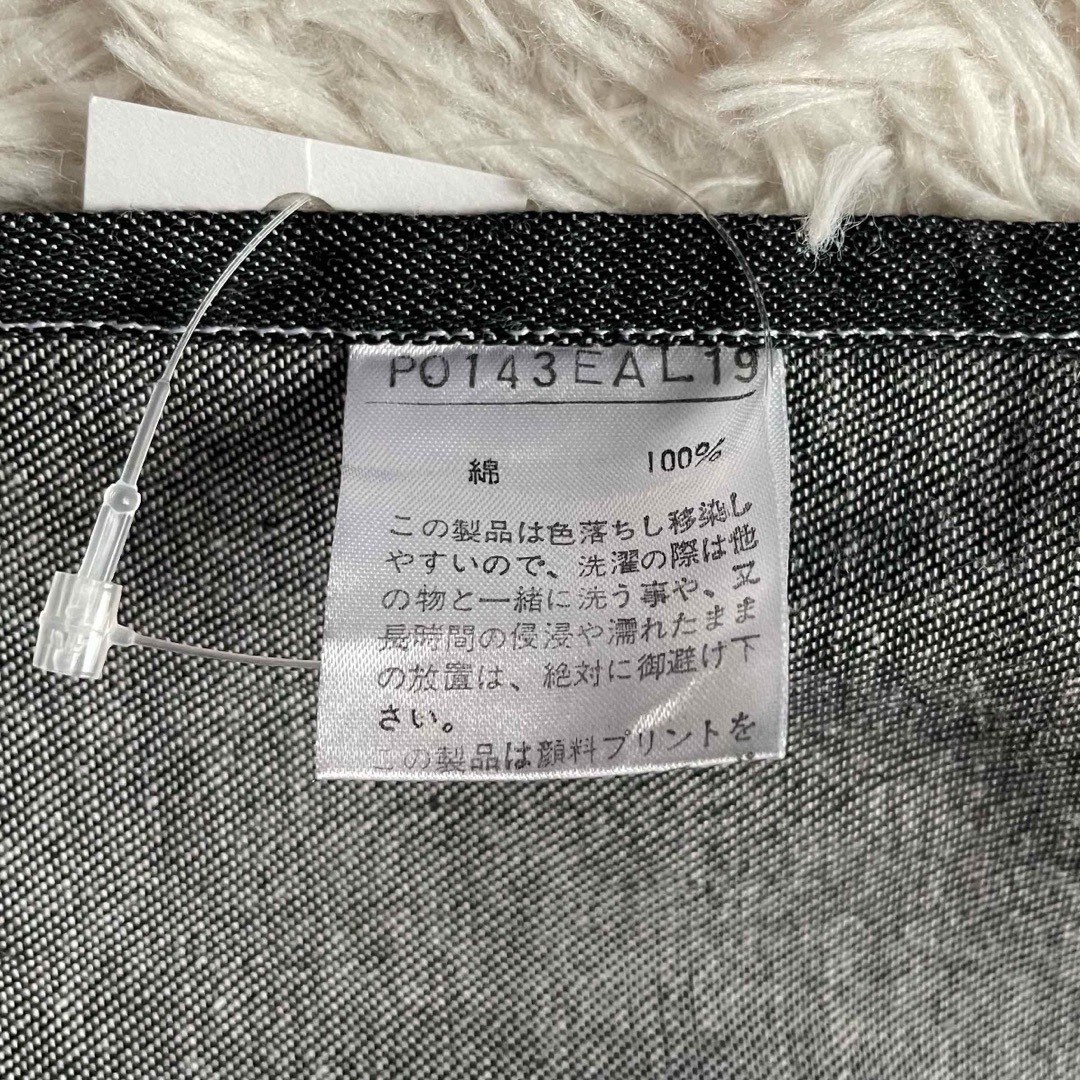 PO143EAL19
綿 100%
この製品は色落ちし移染し
やすいので、洗濯の際は他
の物と一緒に洗う事や、又
長時間の侵浸や濡れたまま
の放置は、絶対に御避け下
さい。
この製品は顔料プリントを